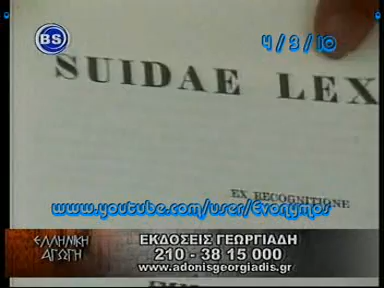 BS
4/3/10
SUIDAE LEX
EX RECOGNITIONE
www.youtube.com/user/Evonymos
ΕΛΛΗΝΙΚΗ ΑΓΩΓΗ
ΕΚΔΟΣΕΙΣ ΓΕΩΡΓΙΑΔΗ
210 - 38 15 000
www.adonisgeorgiadis.gr